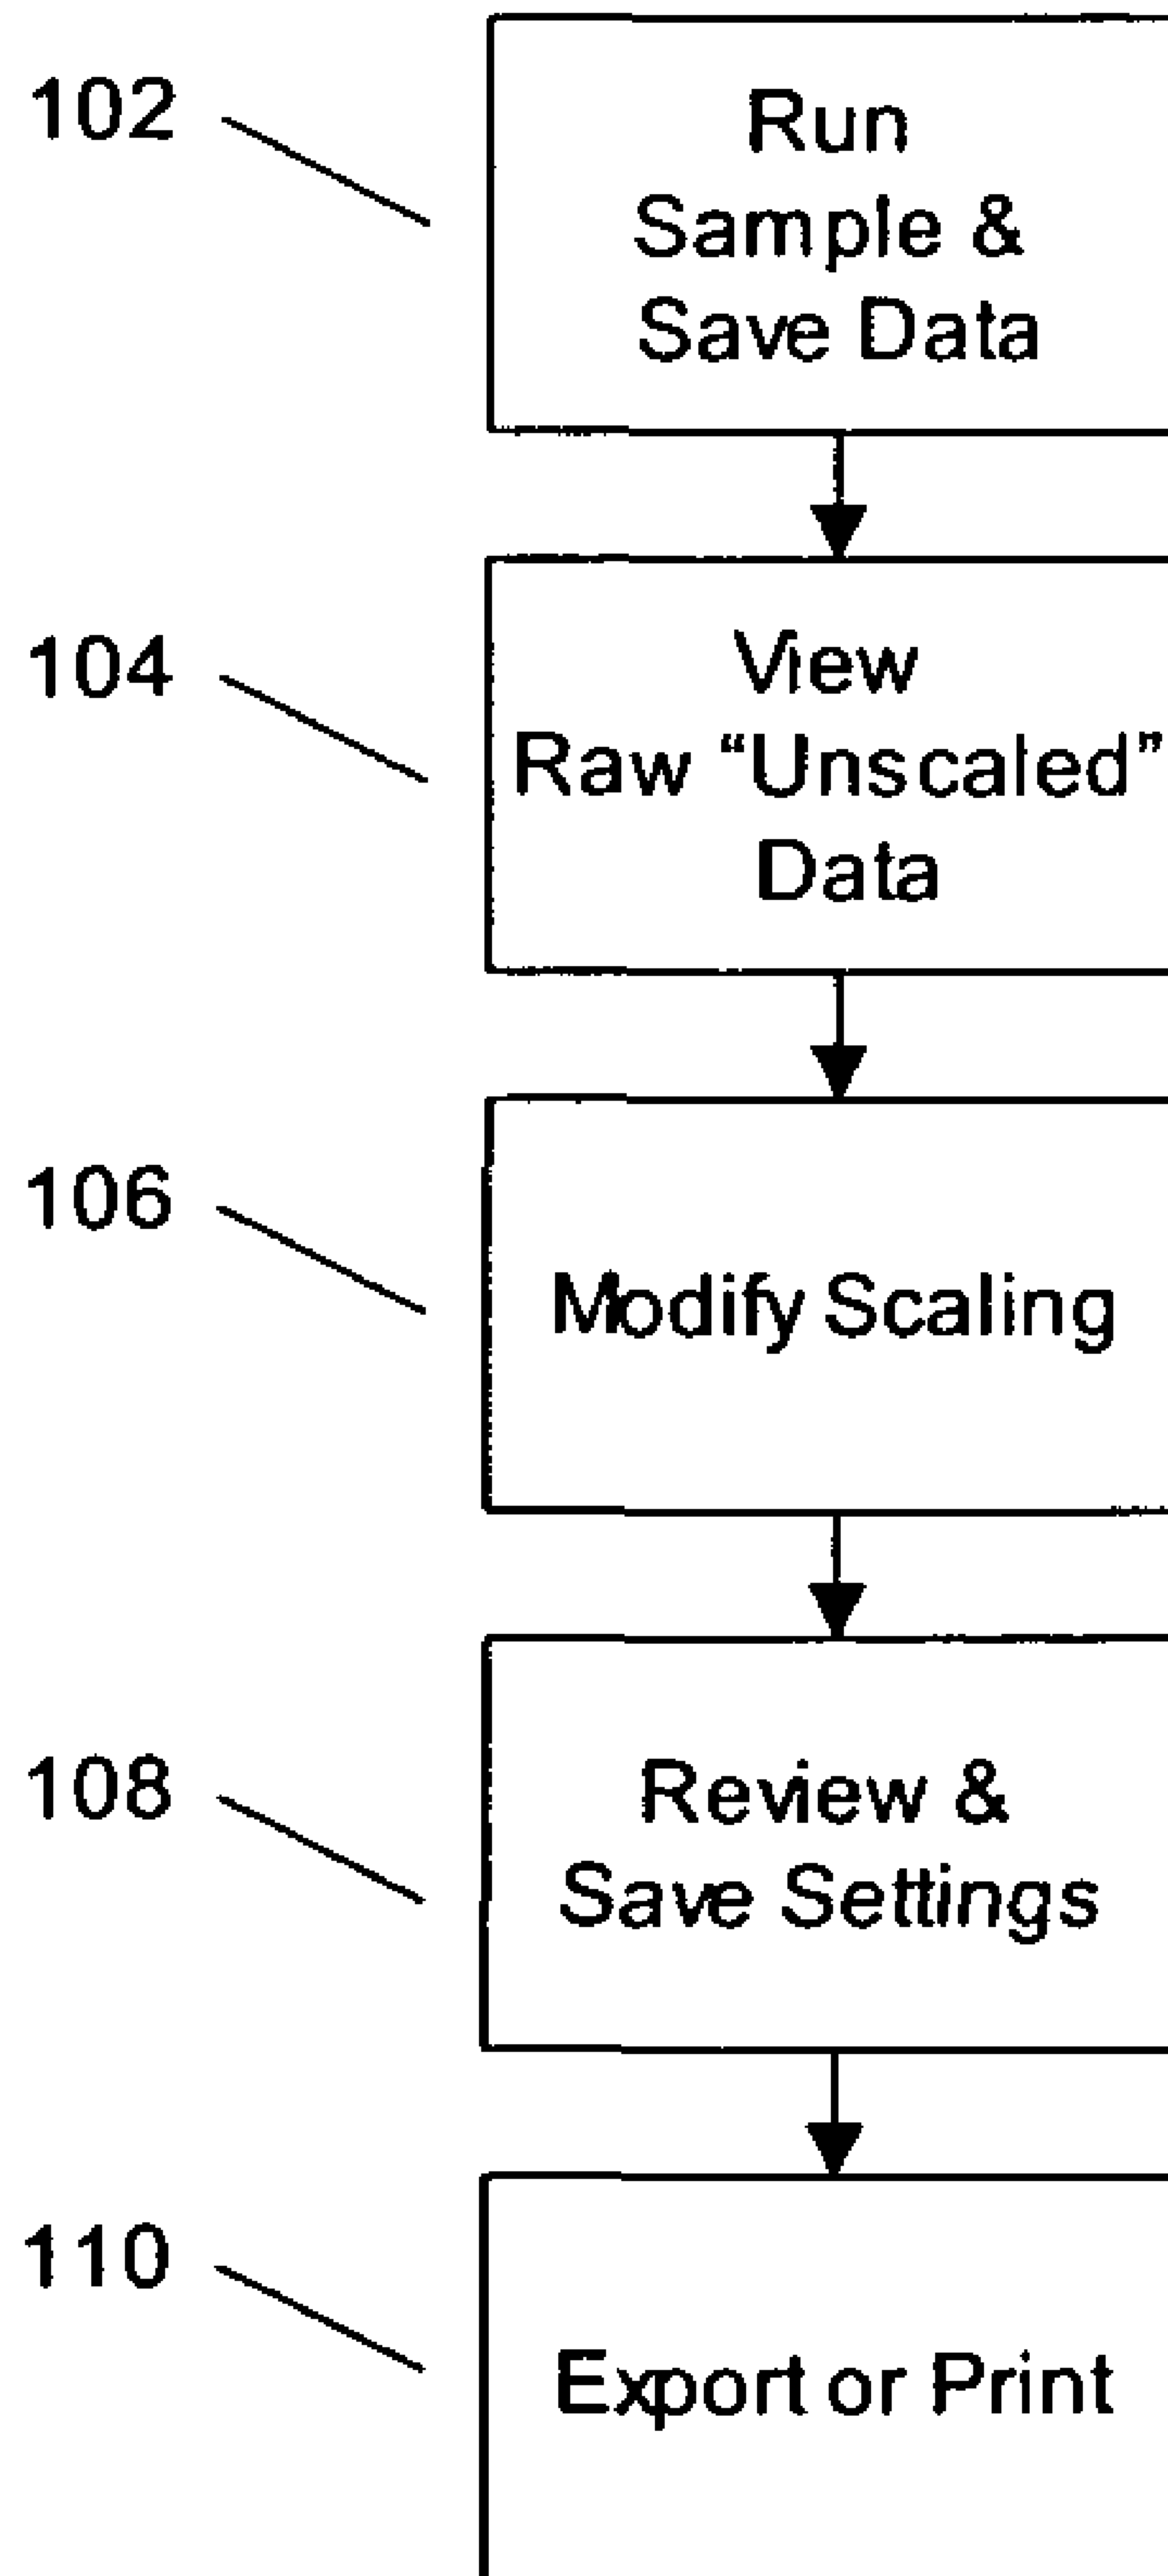 102
Run
Sample &
Save Data
104
View
Raw “Unscaled”
Data
106
Modify Scaling
108
Review &
Save Settings
110
Export or Print